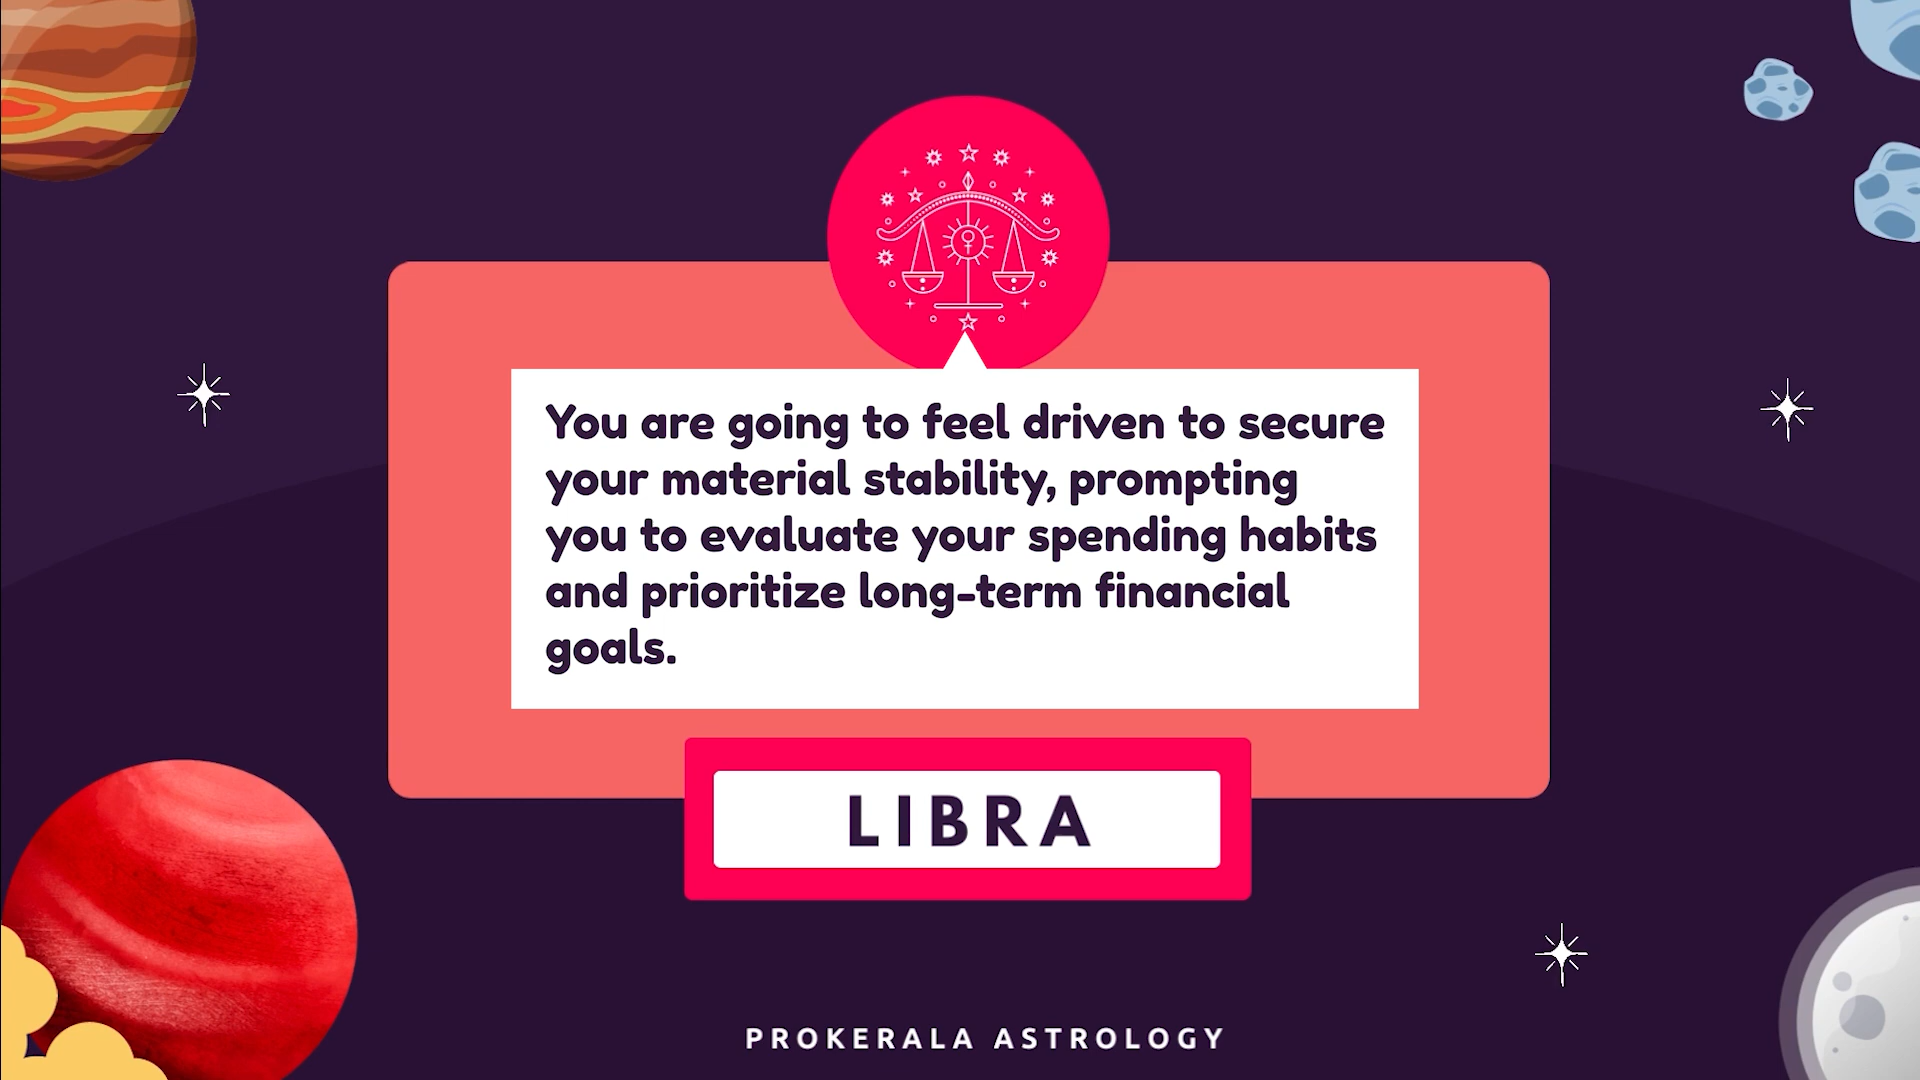 You are going to feel driven to secure
your material stability, prompting
you to evaluate your spending habits
and prioritize long-term financial
goals.
LIBRA
PROKERALA ASTROLOGY